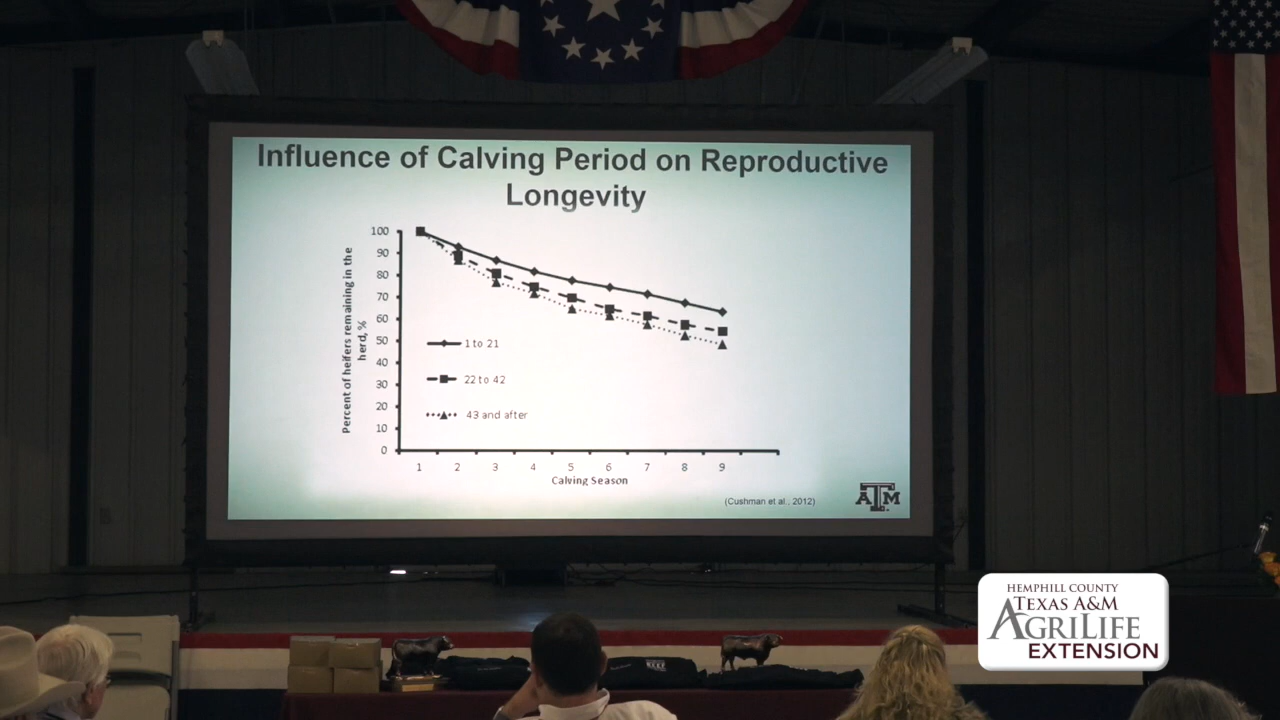 Influence of Calving Period on Reproductive
Longevity
Percent of heifers remaining in the
herd, %
100
90
80
70
60
50
40
30
20
10
0
1 to 21
22 to 42
43 and after
1 2 3 4 5 6 7 8 9
Calving Season
(Cushman et al., 2012)
ATM
HEMPHILL COUNTY
TEXAS A&M
AGRILIFE
EXTENSION